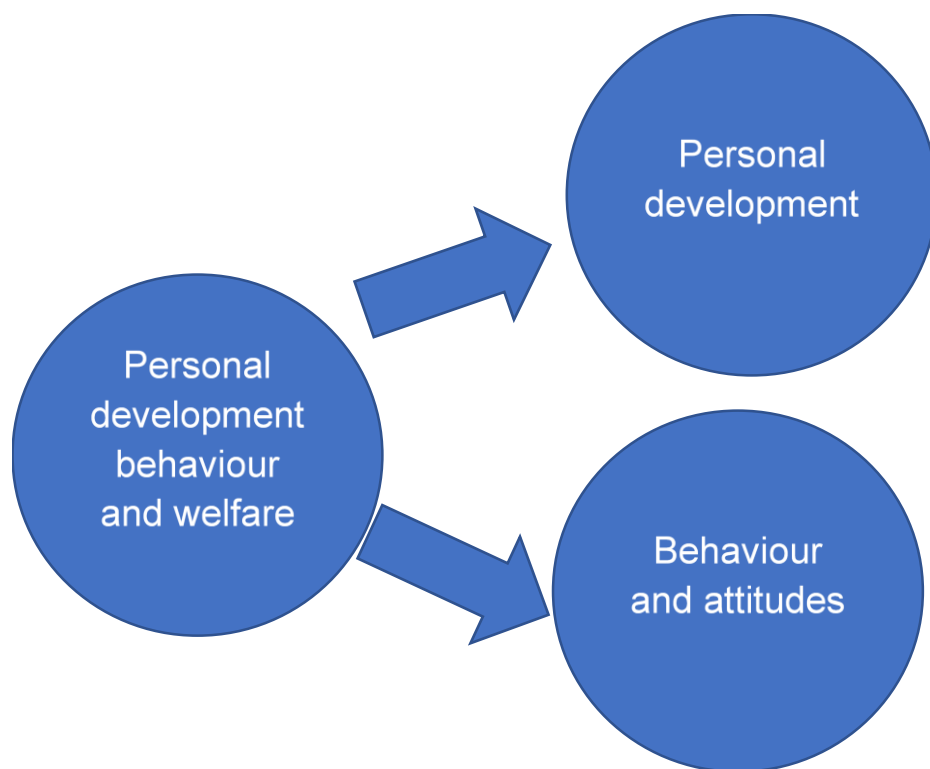 Personal
development
Personal
development
behaviour
and welfare
Behaviour
and attitudes